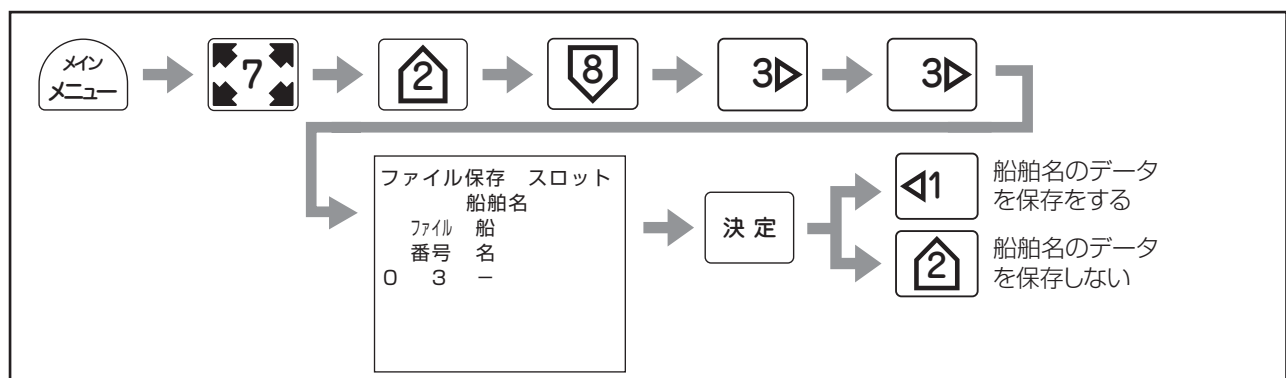 メイン
メニュー
7
2
8
3
3
ファイル保存 スロット
船舶名
ファイル 船
番号 名
0 3 −
決定
1
船舶名のデータ
を保存をする
2
船舶名のデータ
を保存しない